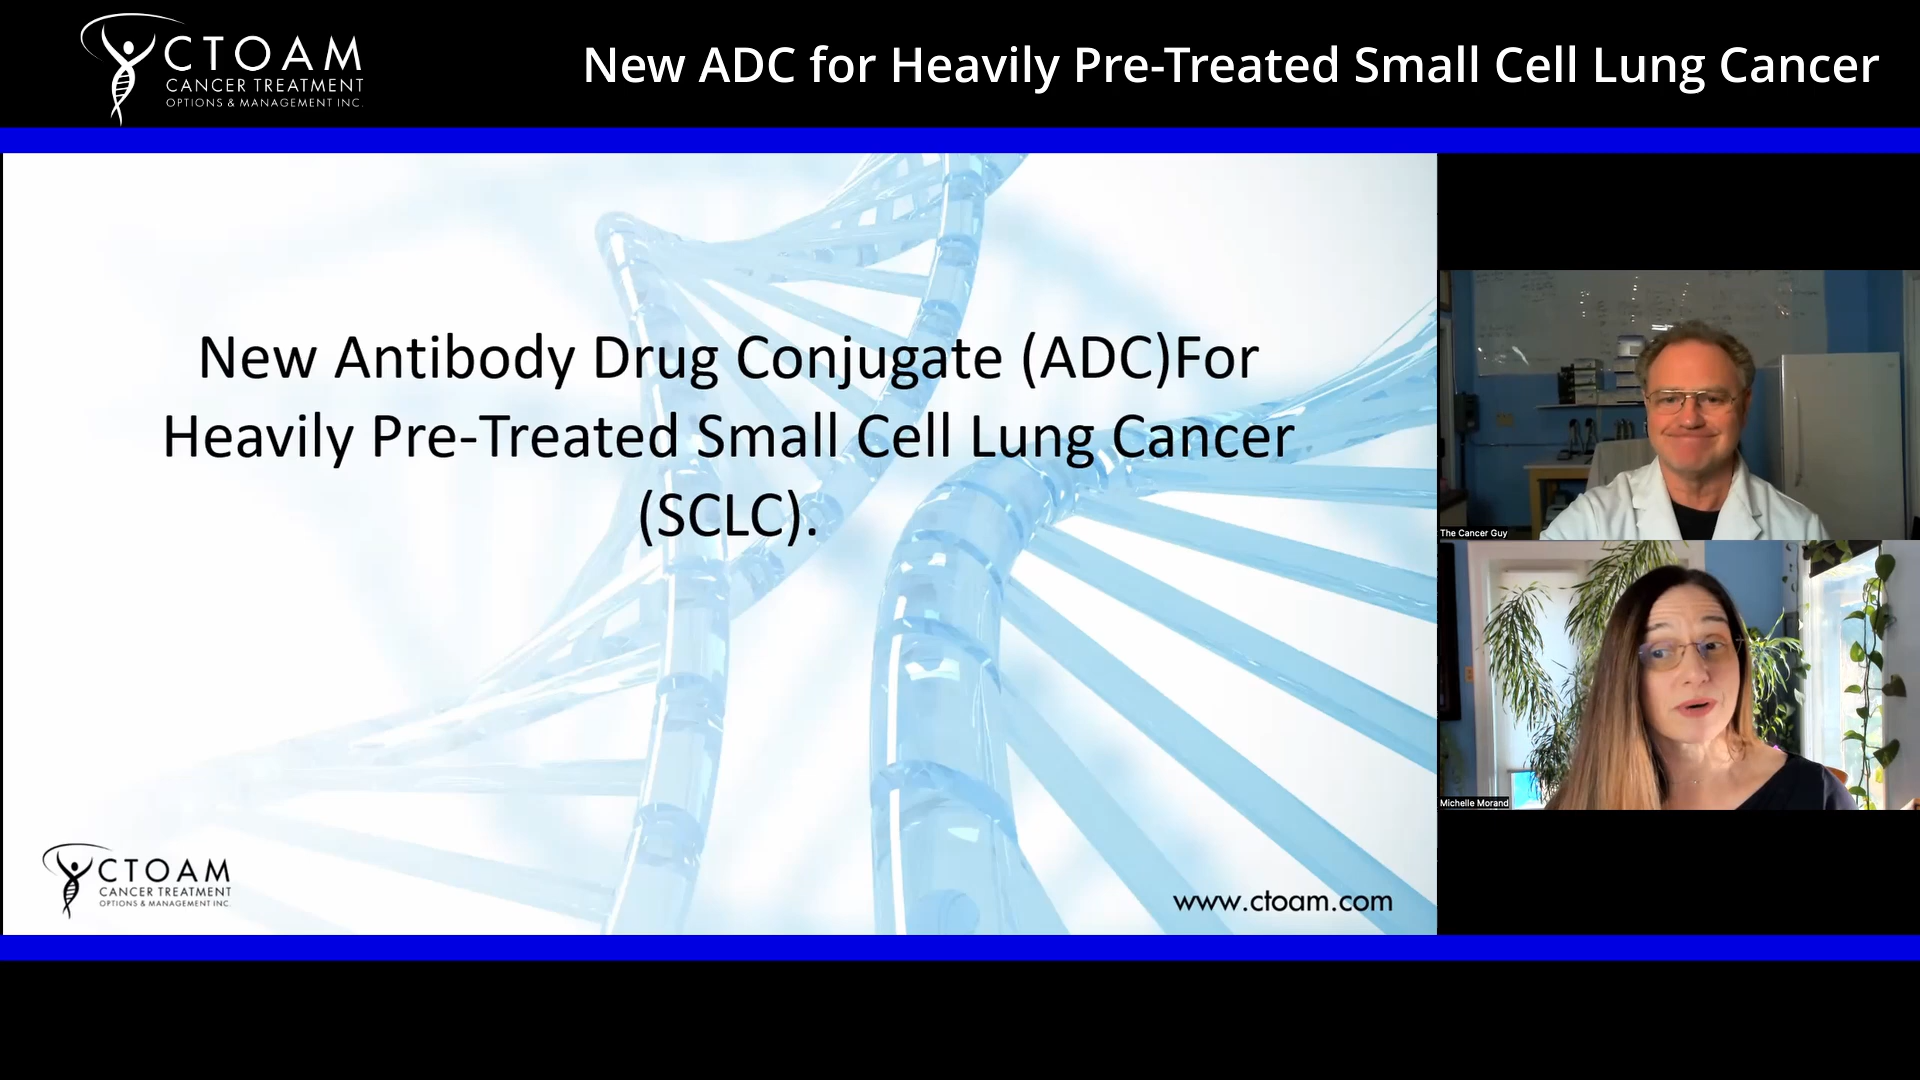 CTOAM
CANCER TREATMENT
OPTIONS & MANAGEMENT INC.
New ADC for Heavily Pre-Treated Small Cell Lung Cancer
New Antibody Drug Conjugate (ADC)For
Heavily Pre-Treated Small Cell Lung Cancer
(SCLC).
The Cancer Guy
Michelle Morand
CTOAM
CANCER TREATMENT
OPTIONS & MANAGEMENT INC.
www.ctoam.com